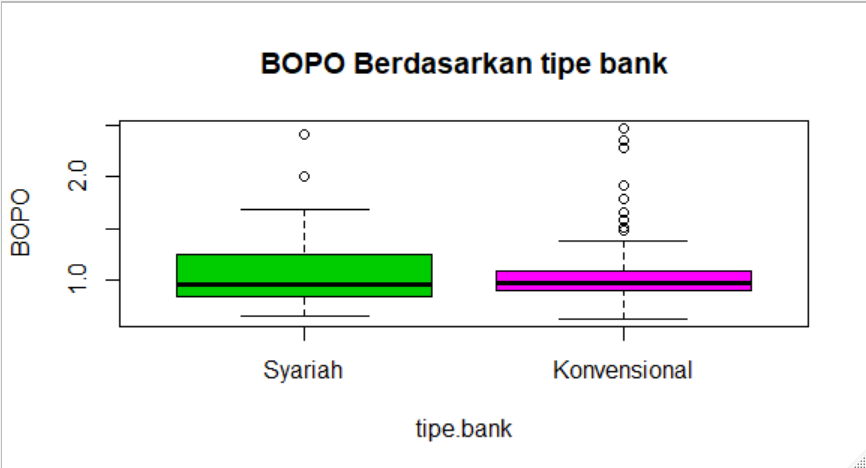 BOPO Berdasarkan tipe bank
BOPO
2.0
1.0
Syariah
Konvensional
tipe.bank